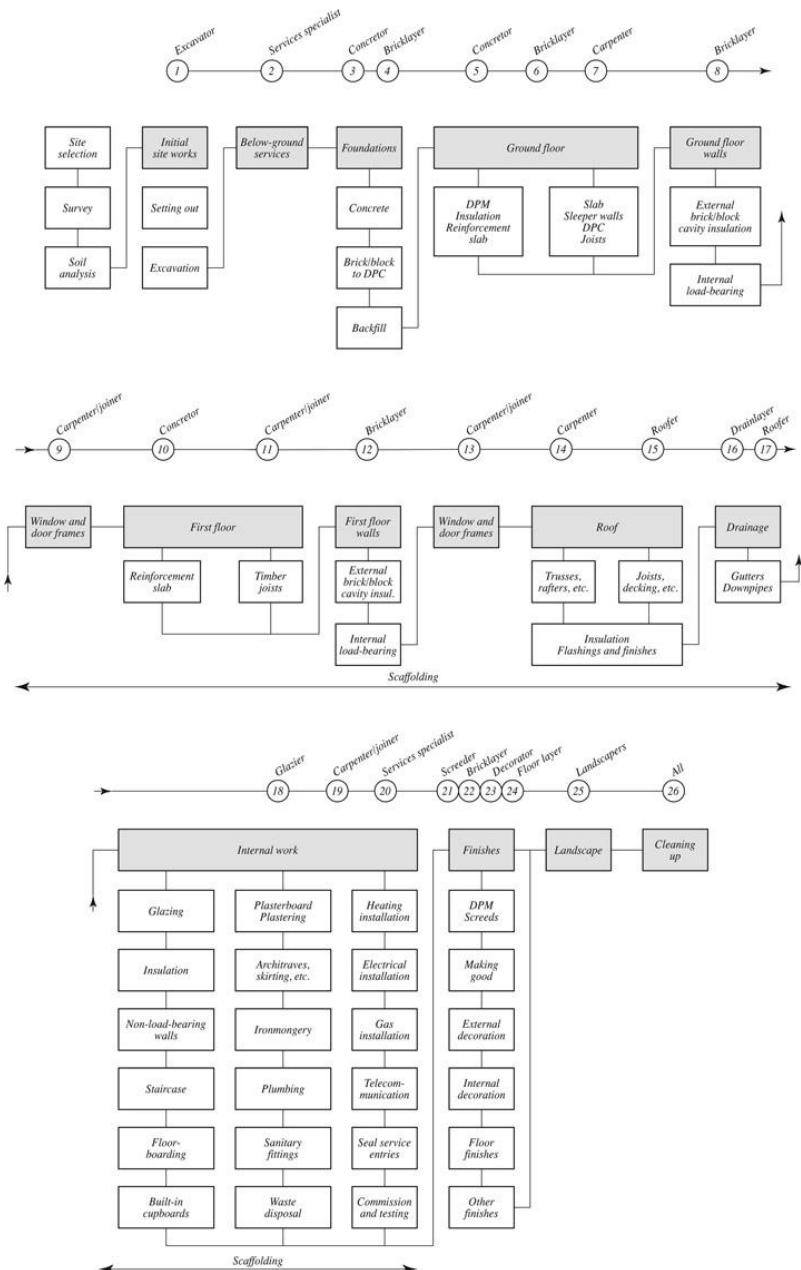 Excavator
Services specialist
Concretor
Bricklayer
Concretor
Bricklayer
Carpenter
Bricklayer
1
2
3
4
5
6
7
8
Site
selection
Survey
Soil
analysis
Initial
site works
Setting out
Excavation
Below-ground
services
Foundations
Concrete
Brick/block
to DPC
Backfill
Ground floor
DPM
Insulation
Reinforcement
slab
Slab
Sleeper walls
DPC
Joists
Ground floor
walls
External
brick/block
cavity insulation
Internal
load-bearing
Carpenter/joiner
Concretor
Carpenter/joiner
Bricklayer
Carpenter/joiner
Carpenter
Roofer
Drainlayer
Roofer
9
10
11
12
13
14
15
16
17
Window and
door frames
First floor
Reinforcement
slab
Timber
joists
First floor
walls
External
brick/block
cavity insul.
Internal
load-bearing
Window and
door frames
Roof
Trusses,
rafters, etc.
Joists,
decking, etc.
Insulation
Flashings and finishes
Drainage
Gutters
Downpipes
Scaffolding
Glazier
Carpenter/joiner
Services specialist
Screeder
Bricklayer
Decorator
Floor layer
Landscapers
All
18
19
20
21
22
23
24
25
26
Internal work
Glazing
Insulation
Non-load-bearing
walls
Staircase
Floor-
boarding
Built-in
cupboards
Plasterboard
Plastering
Architraves,
skirting, etc.
Ironmongery
Plumbing
Sanitary
fittings
Waste
disposal
Heating
installation
Electrical
installation
Gas
installation
Telecom-
munication
Seal service
entries
Commission
and testing
Finishes
DPM
Screeds
Making
good
External
decoration
Internal
decoration
Floor
finishes
Other
finishes
Landscape
Cleaning
up
Scaffolding